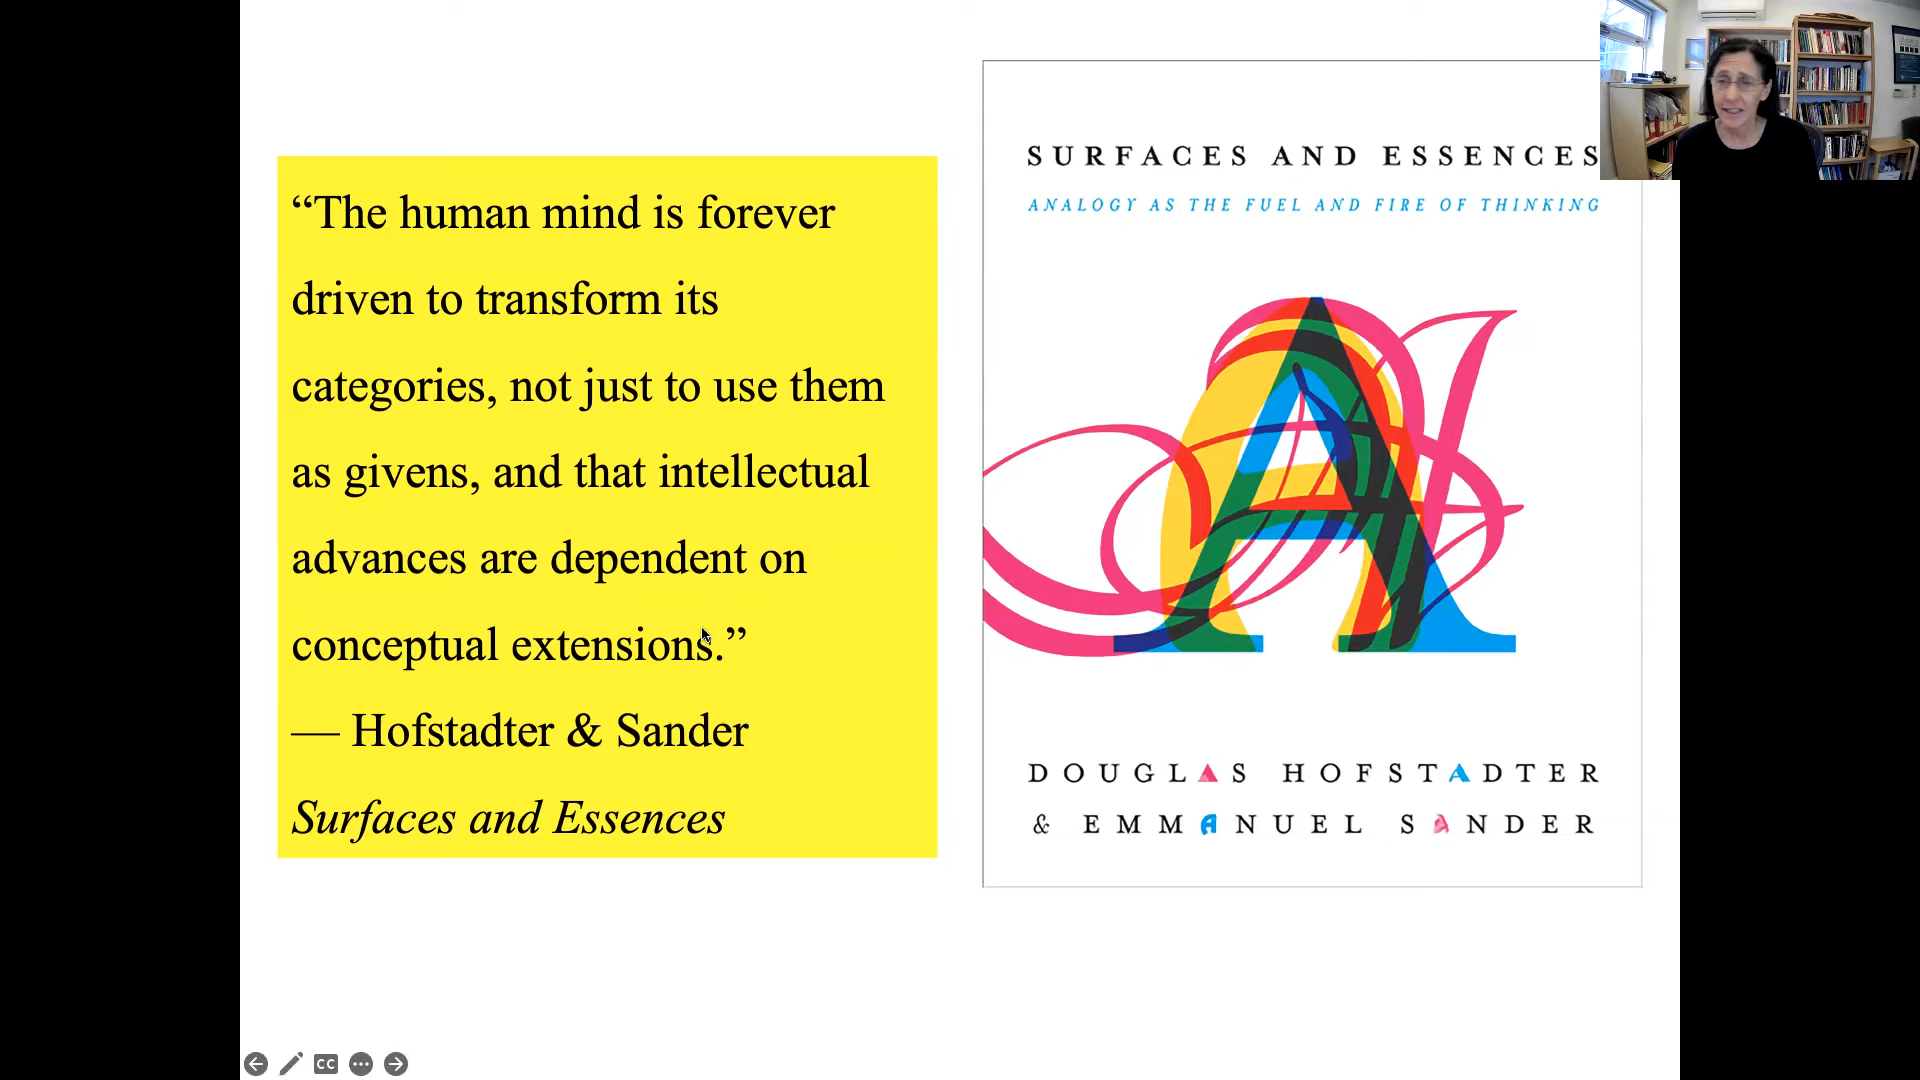 “The human mind is forever
driven to transform its
categories, not just to use them
as givens, and that intellectual
advances are dependent on
conceptual extensions.”
— Hofstadter & Sander
Surfaces and Essences
SURFACES AND ESSENCES
ANALOGY AS THE FUEL AND FIRE OF THINKING
DOUGLAS HOFSTADTER
& EMMANUEL SANDER
CC